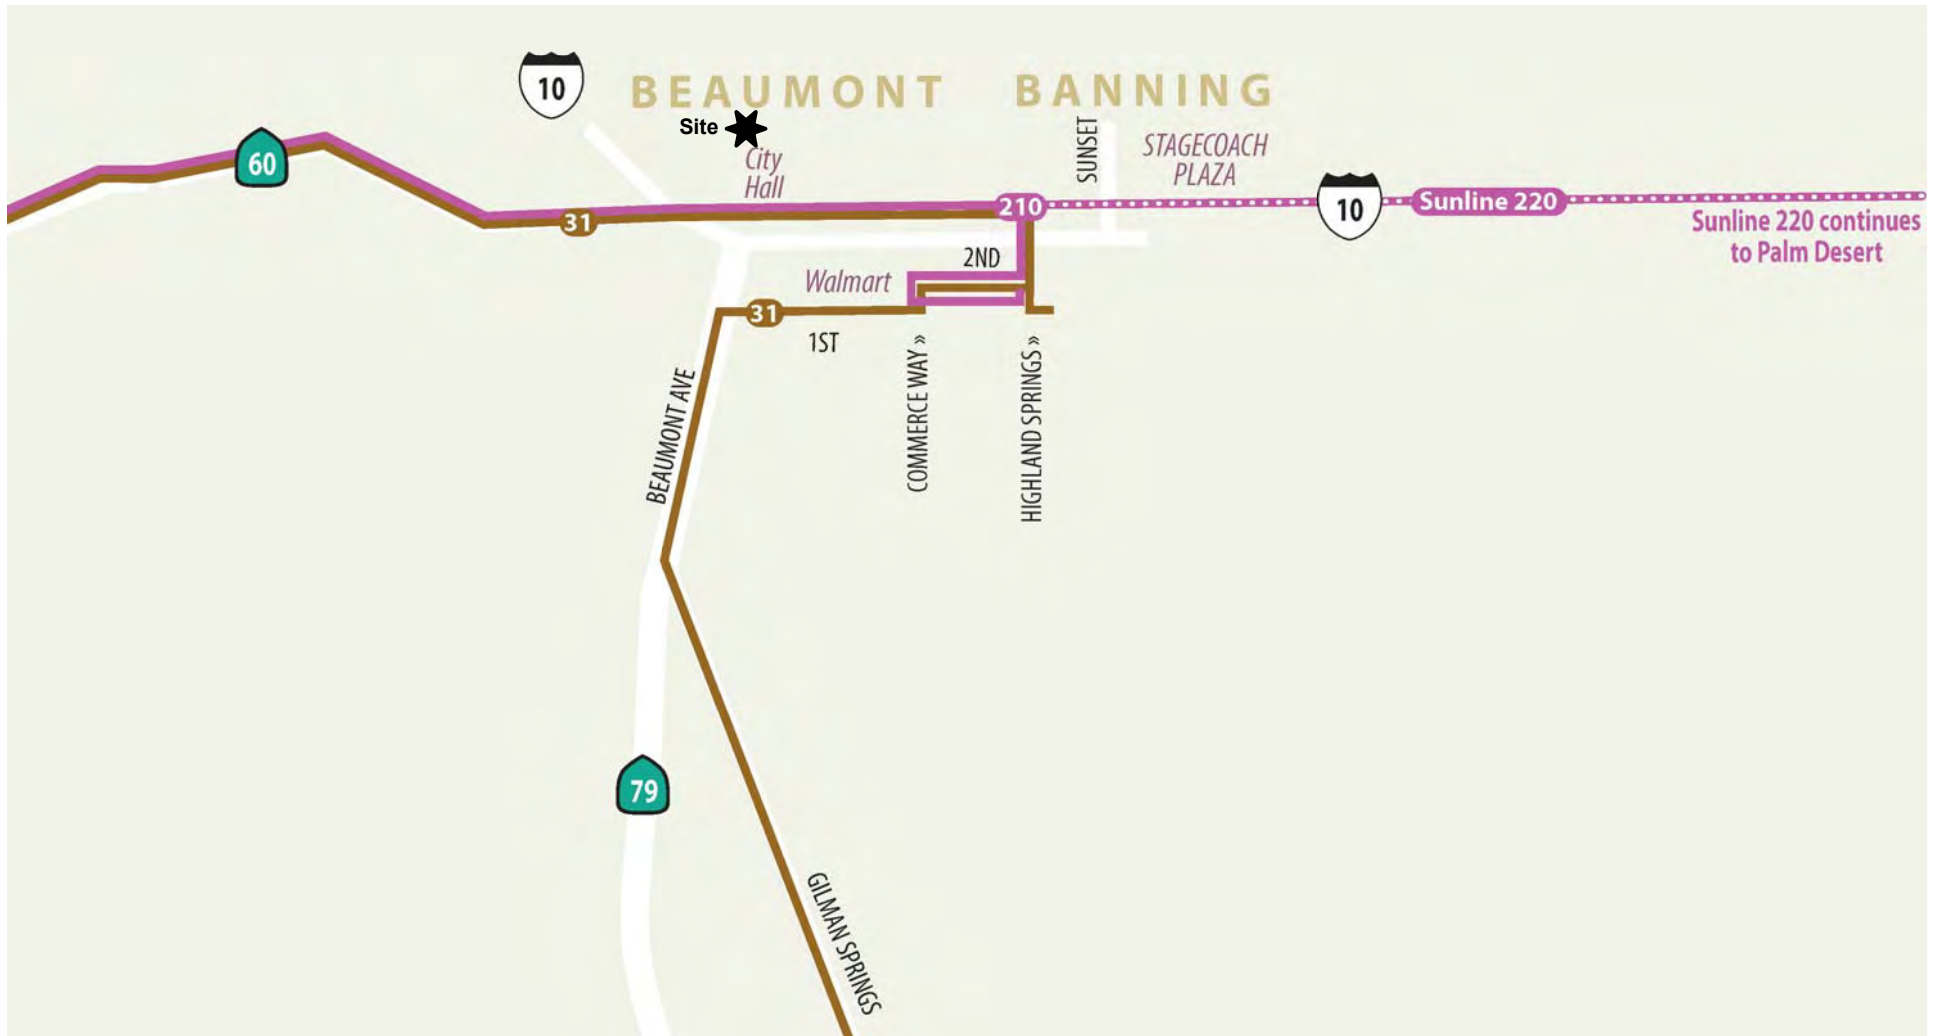 10
BEAUMONT
BANNING
Site
City
Hall
SUNSET
STAGECOACH
PLAZA
60
31
210
10
Sunline 220
Sunline 220 continues
to Palm Desert
2ND
Walmart
31
1ST
COMMERCE WAY »
HIGHLAND SPRINGS »
BEAUMONT AVE
79
GILMAN SPRINGS